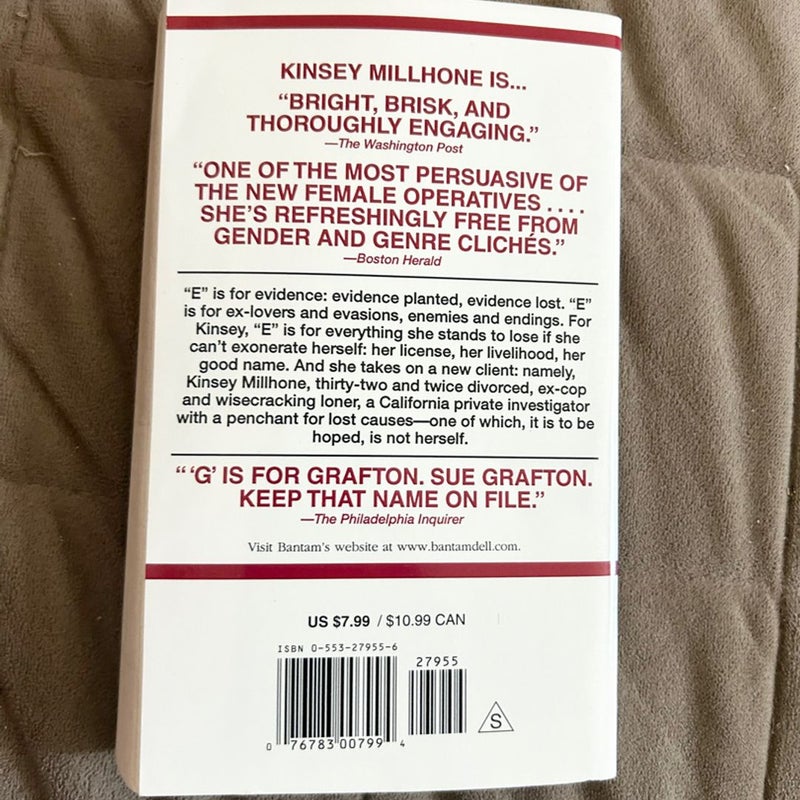 KINSEY MILLHONE IS...
“BRIGHT, BRISK, AND
THOROUGHLY ENGAGING.”
—The Washington Post
“ONE OF THE MOST PERSUASIVE OF
THE NEW FEMALE OPERATIVES . . . .
SHE’S REFRESHINGLY FREE FROM
GENDER AND GENRE CLICHÉS.”
—Boston Herald
“E” is for evidence: evidence planted, evidence lost. “E”
is for ex-lovers and evasions, enemies and endings. For
Kinsey, “E” is for everything she stands to lose if she
can’t exonerate herself: her license, her livelihood, her
good name. And she takes on a new client: namely,
Kinsey Millhone, thirty-two and twice divorced, ex-cop
and wisecracking loner, a California private investigator
with a penchant for lost causes—one of which, it is to be
hoped, is not herself.
“ ‘G’ IS FOR GRAFTON. SUE GRAFTON.
KEEP THAT NAME ON FILE.”
—The Philadelphia Inquirer
Visit Bantam’s website at www.bantamdell.com.
US $7.99 / $10.99 CAN
ISBN 0-553-27955-6
27955
S
0 76783 00799 4